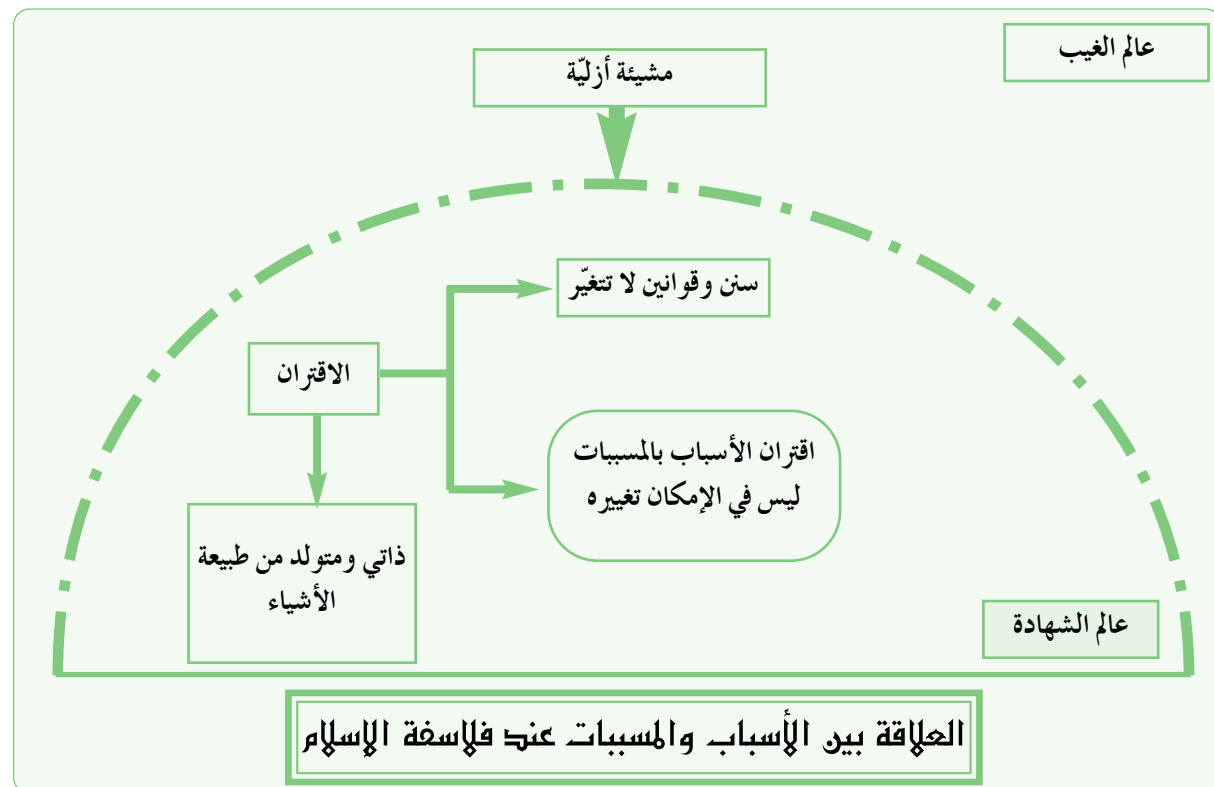 عالم الغيب
مشيئة أزليّة
سنن وقوانين لا تتغيّر
الاقتران
اقتران الأسباب بالمسببات
ليس في الإمكان تغييره
ذاتي ومتولد من طبيعة
الأشياء
عالم الشهادة
العلاقة بين الأسباب والمسببات عند فلاسفة الإسلام